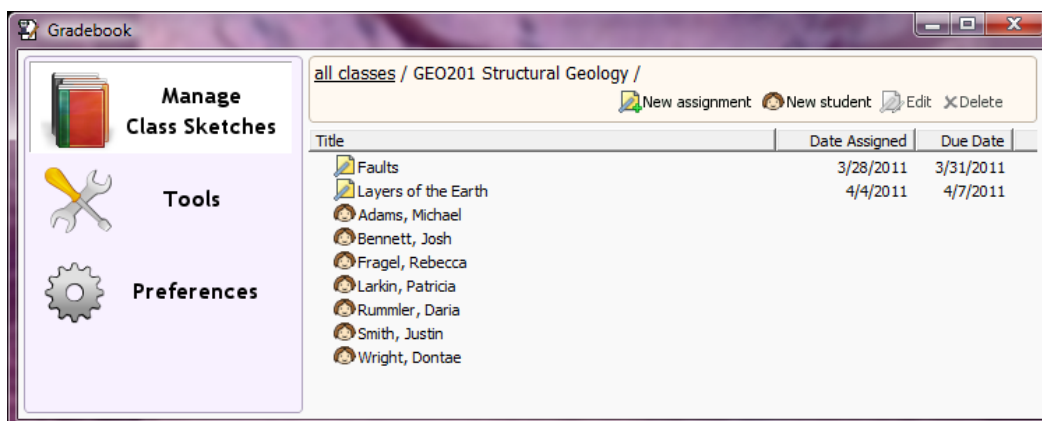 Gradebook
X
Manage
Class Sketches
Tools
Preferences
all classes / GEO201 Structural Geology /
New assignment New student Edit Delete
Title Date Assigned Due Date
Faults 3/28/2011 3/31/2011
Layers of the Earth 4/4/2011 4/7/2011
Adams, Michael
Bennett, Josh
Fragel, Rebecca
Larkin, Patricia
Rummler, Daria
Smith, Justin
Wright, Dontae